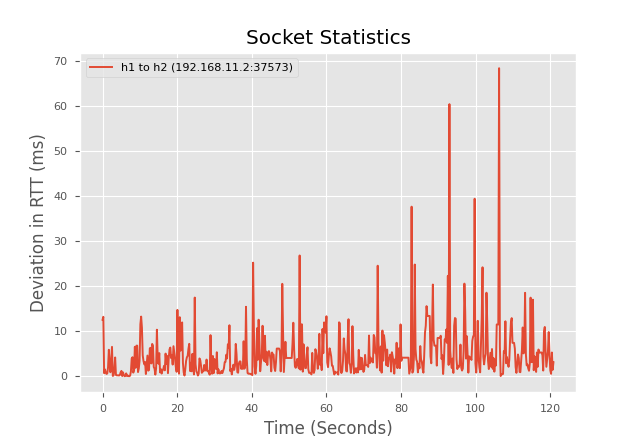 Socket Statistics
h1 to h2 (192.168.11.2:37573)
Deviation in RTT (ms)
70
60
50
40
30
20
10
0
0 20 40 60 80 100 120
Time (Seconds)